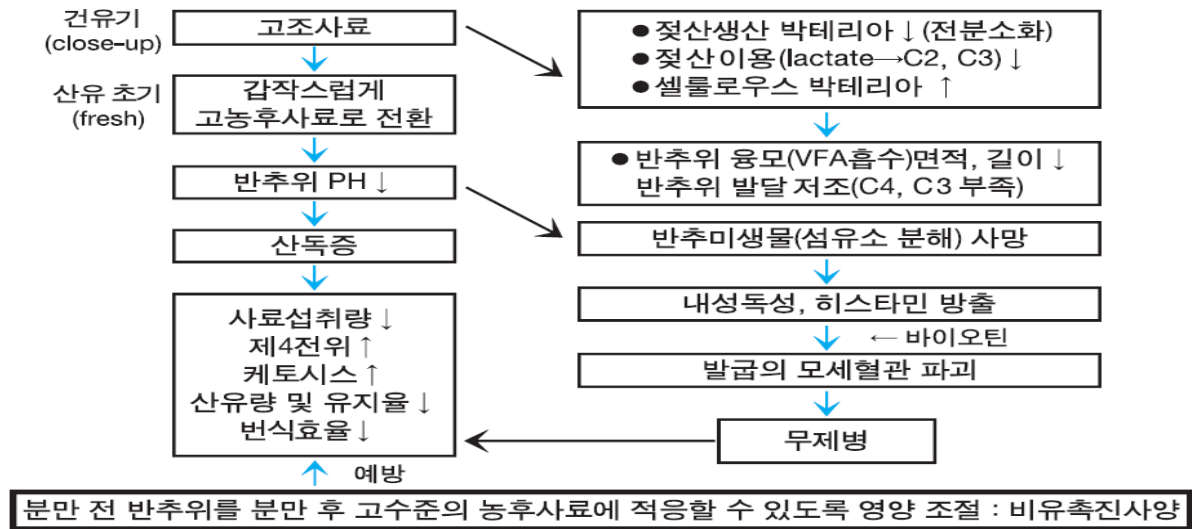 건유기
(close-up)
고조사료
산유 초기
(fresh)
갑작스럽게
고농후사료로 전환
반추위 PH ↓
산독증
사료섭취량 ↓
제4전위 ↑
케토시스 ↑
산유량 및 유지율 ↓
번식효율 ↓
● 젖산생산 박테리아 ↓ (전분소화)
● 젖산이용(lactate→C2, C3) ↓
● 셀룰로우스 박테리아 ↑
● 반추위 융모(VFA흡수)면적, 길이 ↓
반추위 발달 저조(C4, C3 부족)
반추미생물(섬유소 분해) 사망
내성독성, 히스타민 방출
← 바이오틴
발굽의 모세혈관 파괴
무제병
예방
분만 전 반추위를 분만 후 고수준의 농후사료에 적응할 수 있도록 영양 조절 : 비유촉진사양